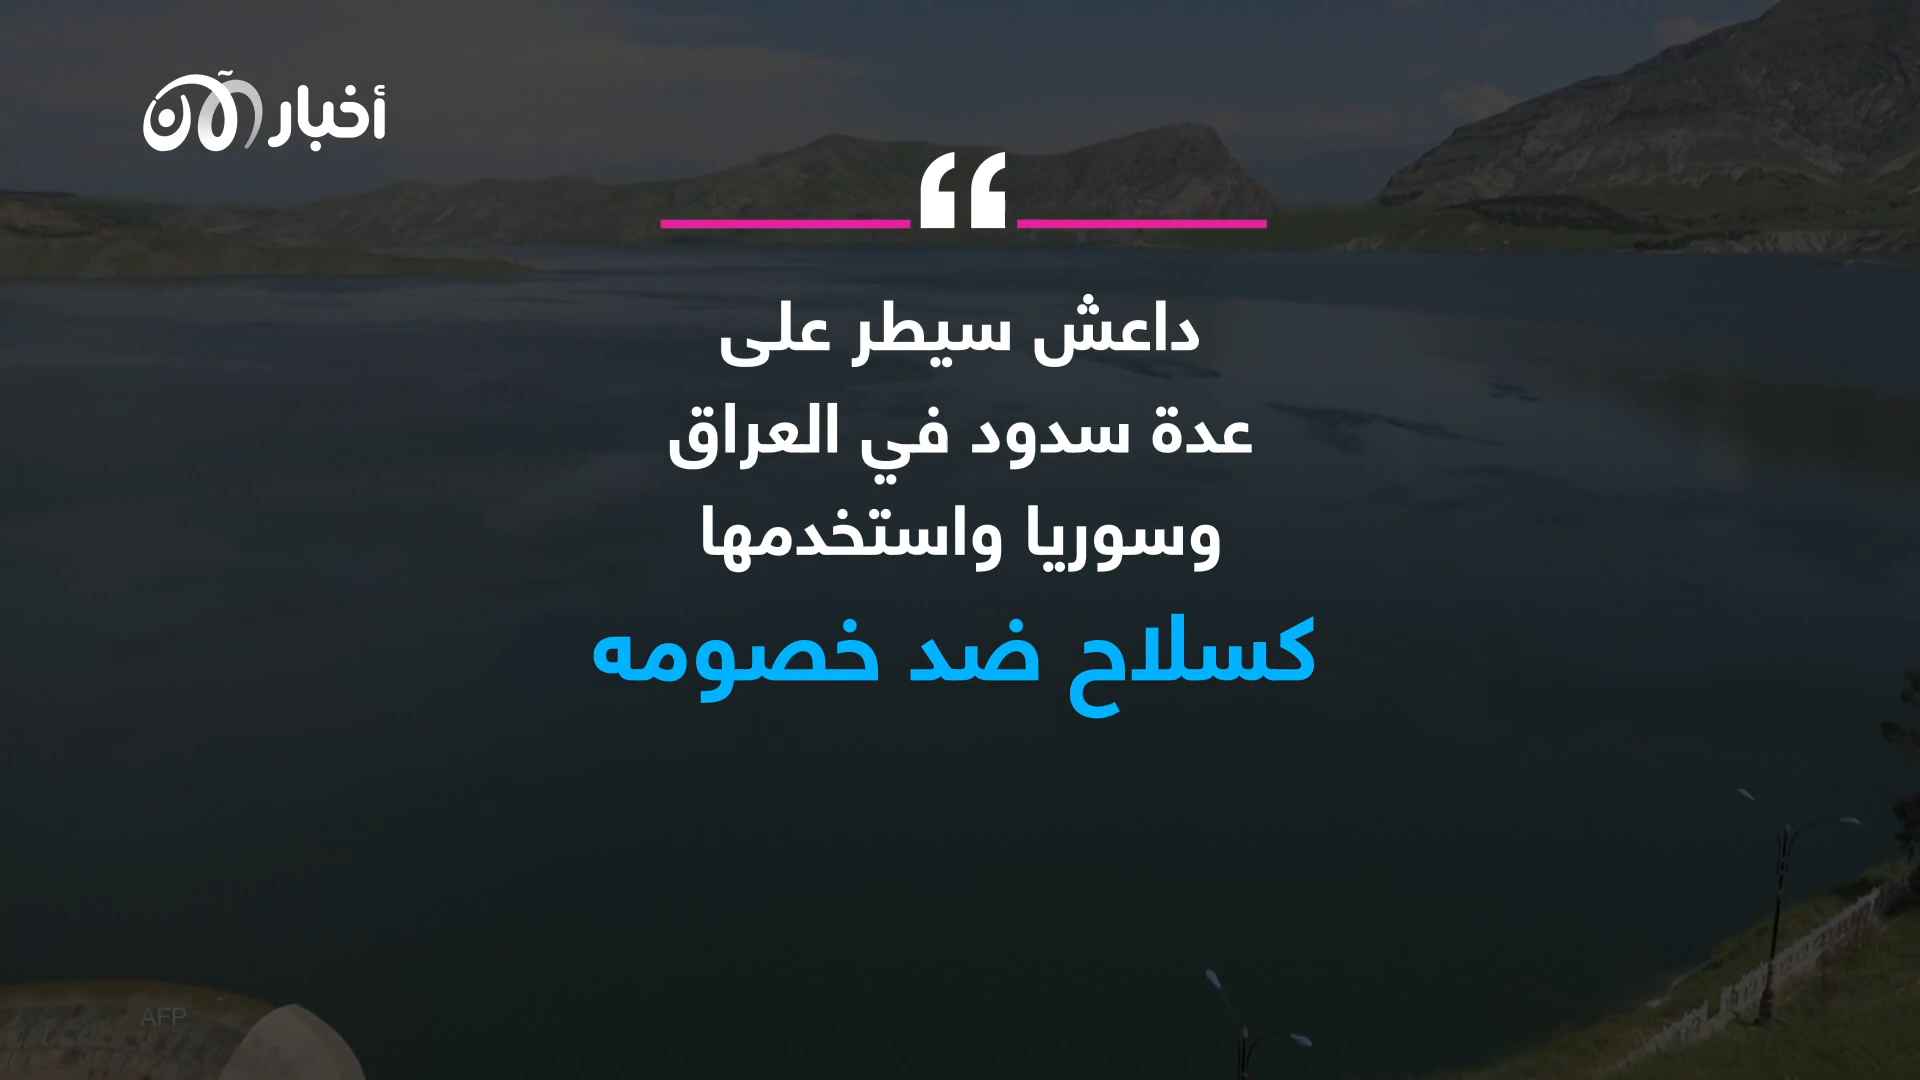 أخبار الآن
داعش سيطر على
عدة سدود في العراق
وسوريا واستخدمها
كسلاح ضد خصومه
AFP